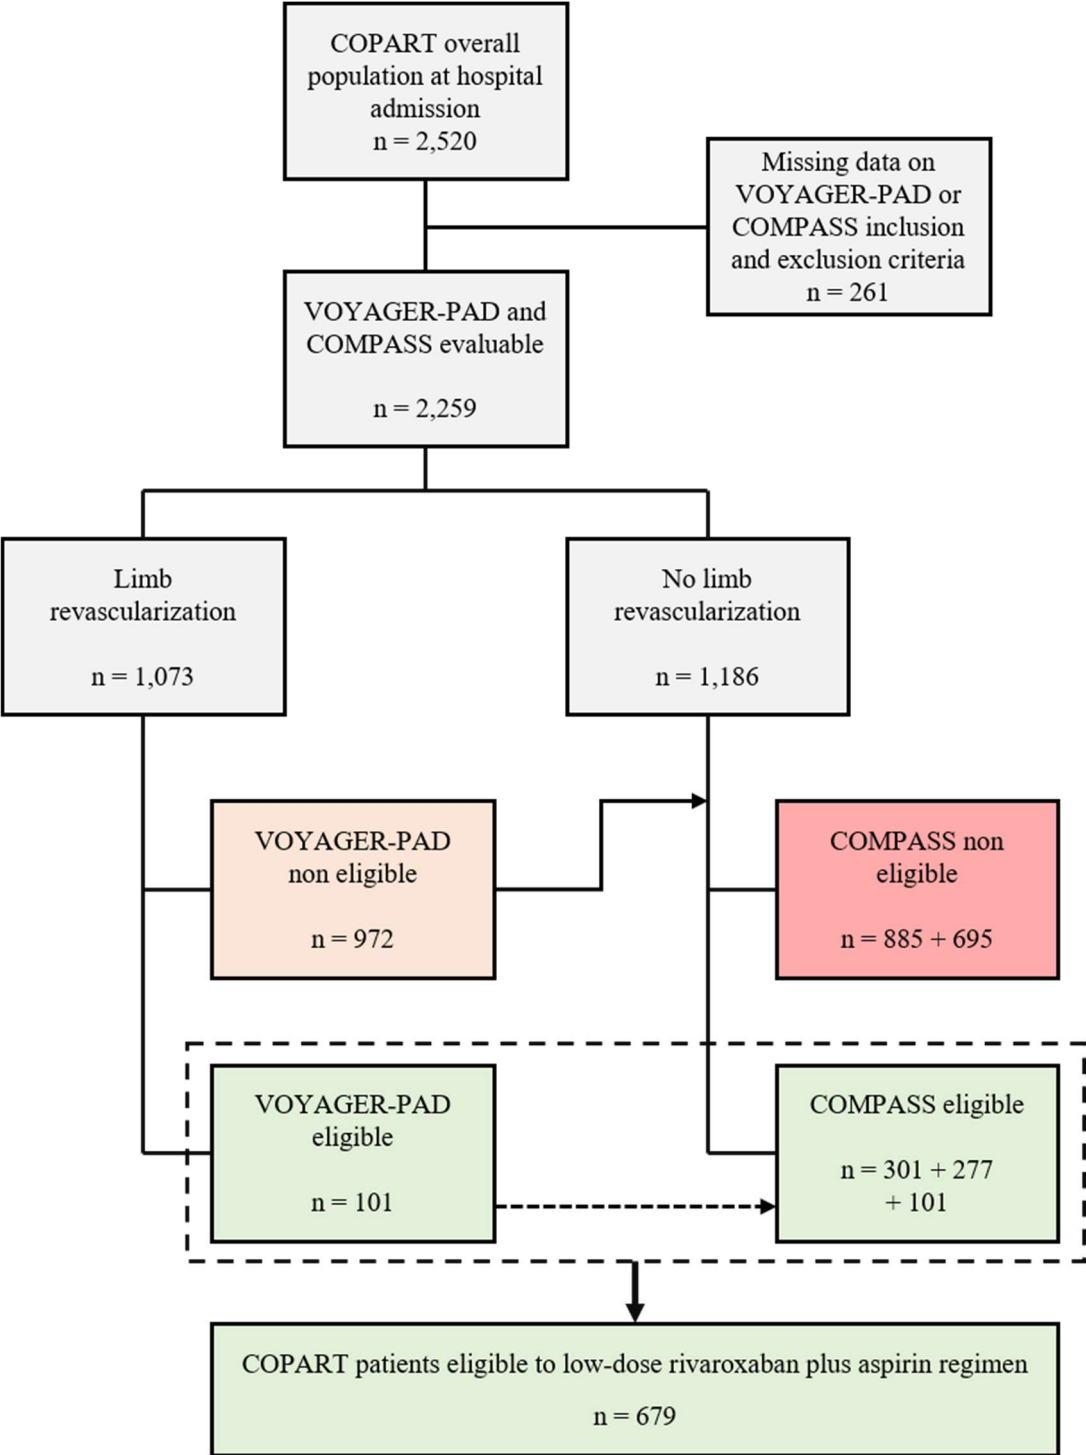 COPART overall
population at hospital
admission
n = 2,520
Missing data on
VOYAGER-PAD or
COMPASS inclusion
and exclusion criteria
n = 261
VOYAGER-PAD and
COMPASS evaluable
n = 2,259
Limb
revascularization
n = 1,073
No limb
revascularization
n = 1,186
VOYAGER-PAD
non eligible
n = 972
COMPASS non
eligible
n = 885 + 695
VOYAGER-PAD
eligible
n = 101
COMPASS eligible
n = 301 + 277
+ 101
COPART patients eligible to low-dose rivaroxaban plus aspirin regimen
n = 679